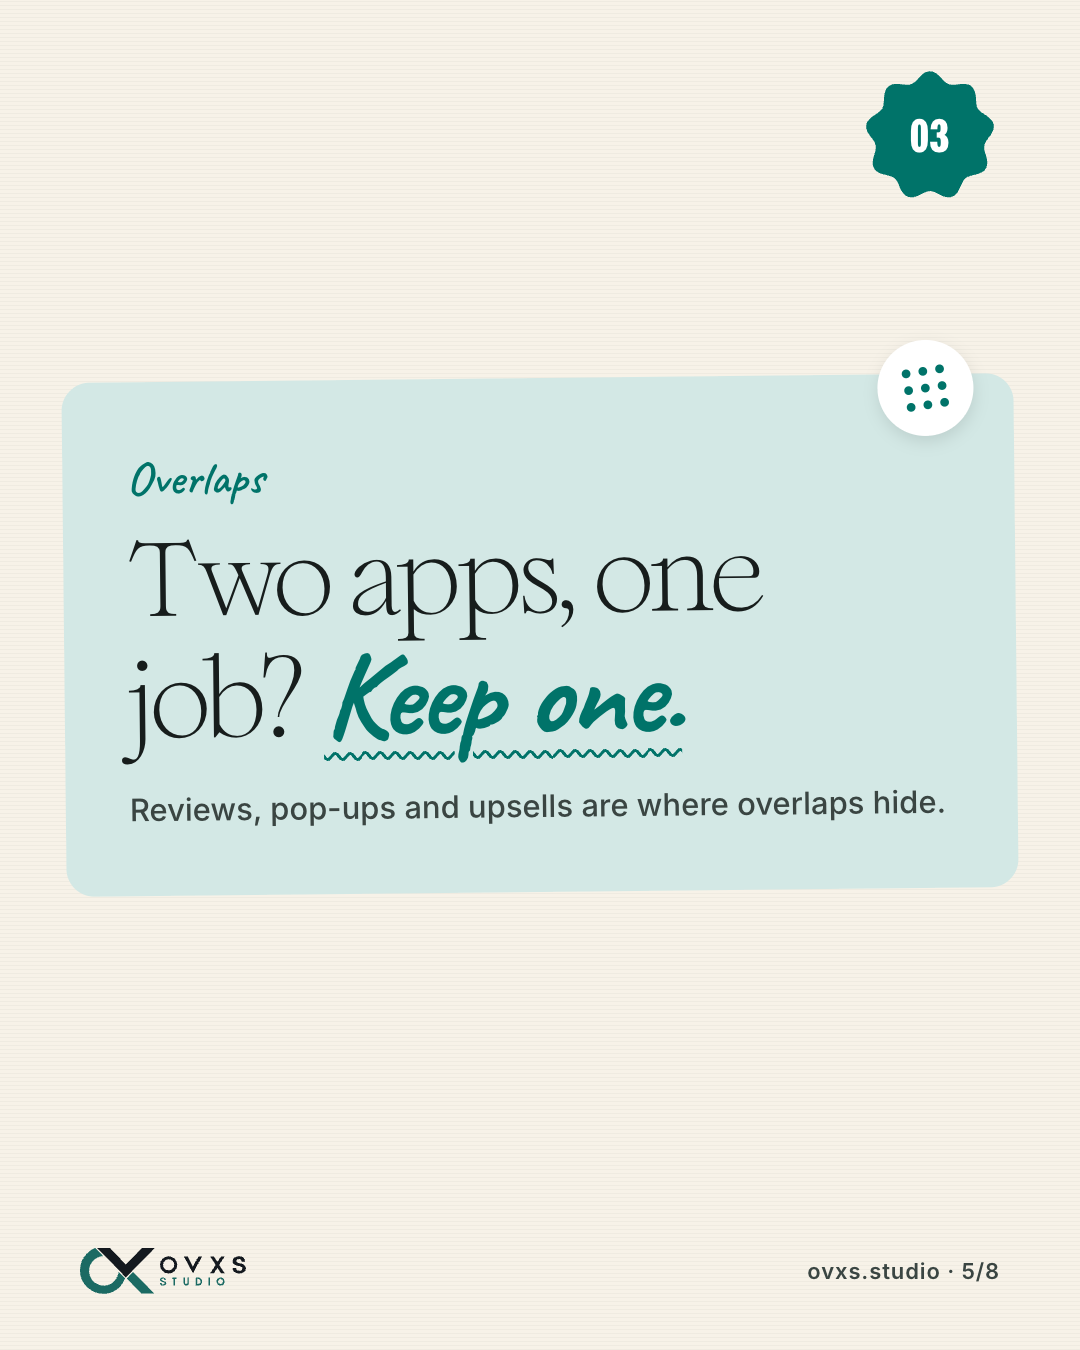 03
Overlaps
Two apps, one
job? Keep one.
Reviews, pop-ups and upsells are where overlaps hide.
OVXS
STUDIO
ovxs.studio · 5/8